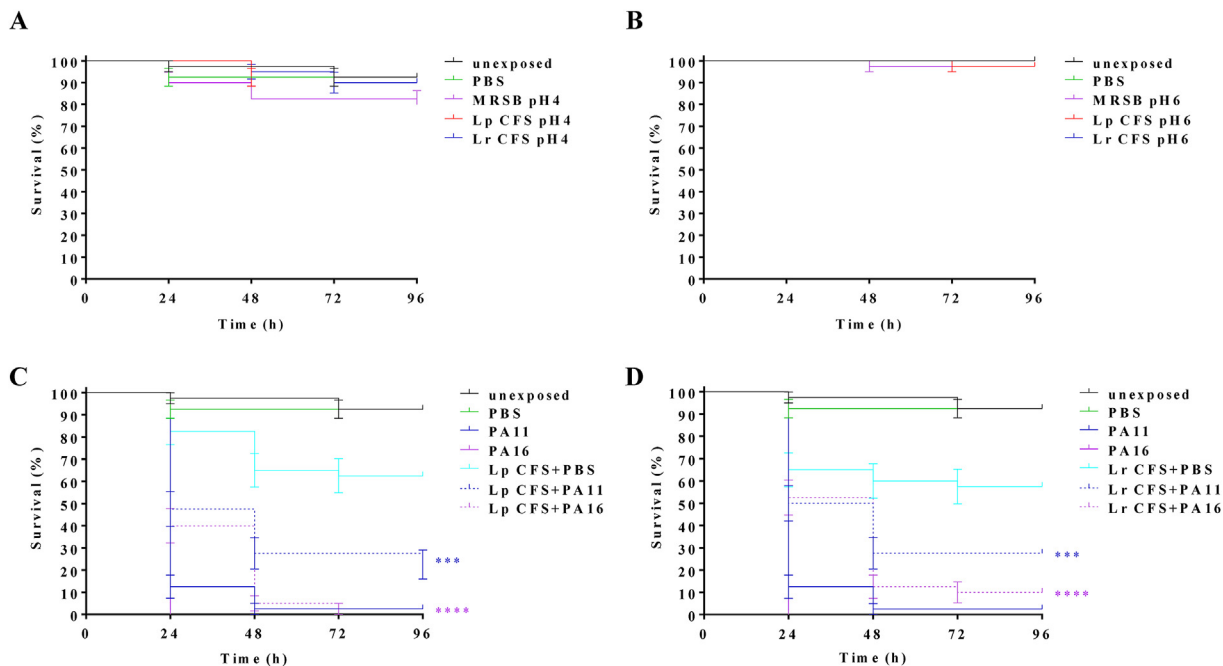 A
100
90
80
70
60
50
40
30
20
10
0
Survival (%)
0 24 48 72 96
Time (h)
unexposed
PBS
MRSB pH4
Lp CFS pH4
Lr CFS pH4
B
100
90
80
70
60
50
40
30
20
10
0
Survival (%)
0 24 48 72 96
Time (h)
unexposed
PBS
MRSB pH6
Lp CFS pH6
Lr CFS pH6
C
100
90
80
70
60
50
40
30
20
10
0
Survival (%)
0 24 48 72 96
Time (h)
unexposed
PBS
PA11
PA16
Lp CFS+PBS
Lp CFS+PA11
Lp CFS+PA16
***
****
D
100
90
80
70
60
50
40
30
20
10
0
Survival (%)
0 24 48 72 96
Time (h)
unexposed
PBS
PA11
PA16
Lr CFS+PBS
Lr CFS+PA11
Lr CFS+PA16
***
****